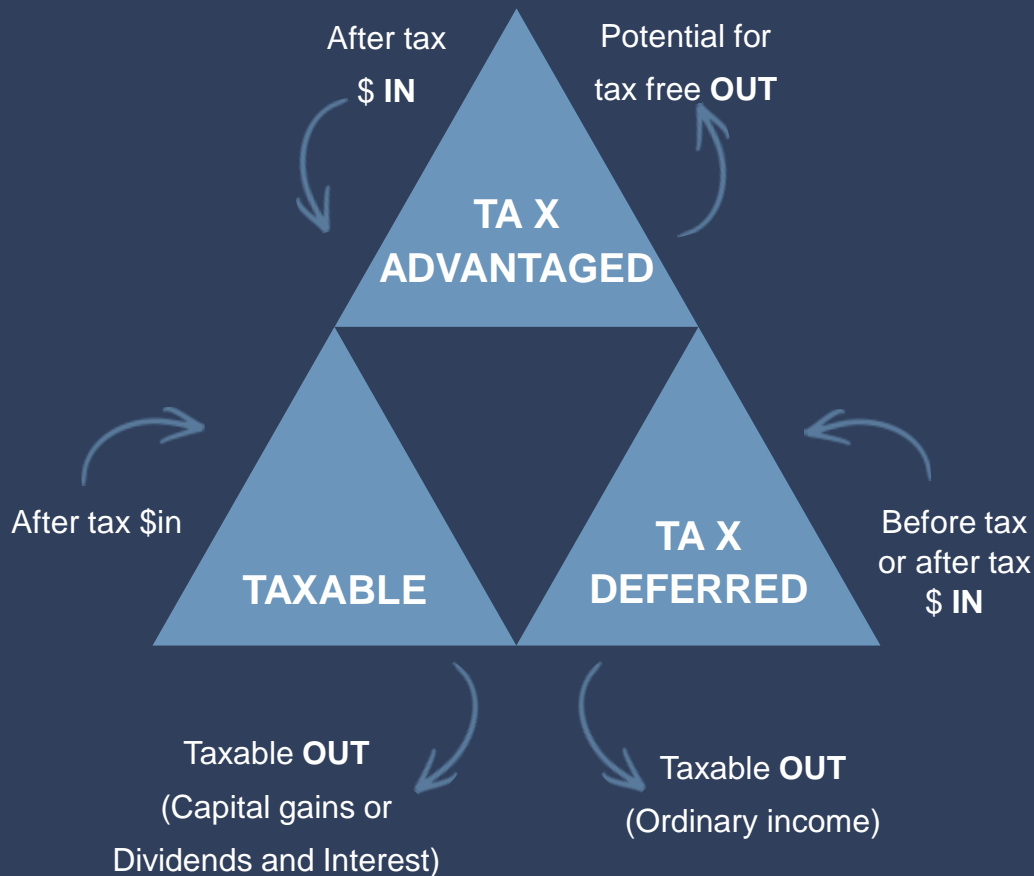 After tax
$ IN
Potential for
tax free OUT
TA X
ADVANTAGED
After tax $in
TAXABLE
TA X
DEFERRED
Before tax
or after tax
$ IN
Taxable OUT
(Capital gains or
Dividends and Interest)
Taxable OUT
(Ordinary income)